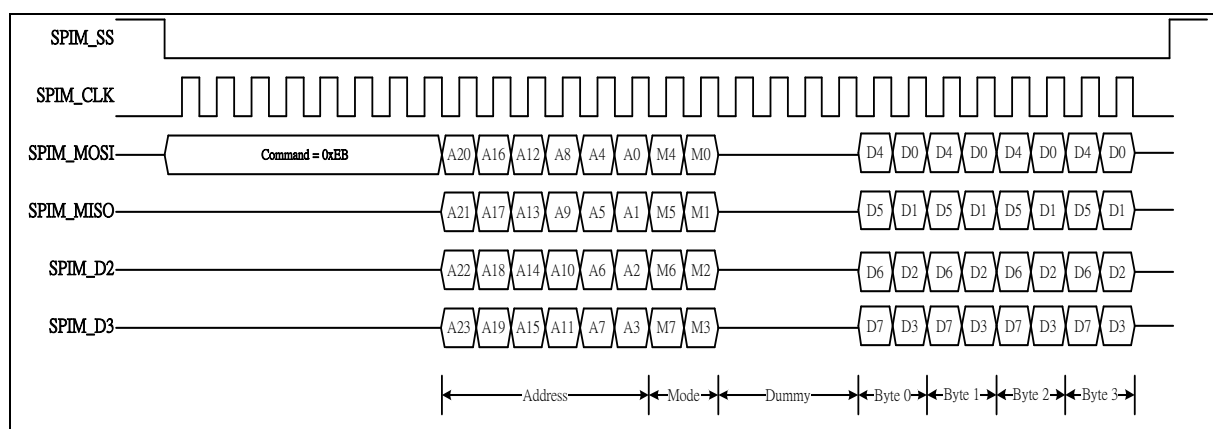 SPIM_SS
SPIM_CLK
SPIM_MOSI Command = 0xEB A20 A16 A12 A8 A4 A0 M4 M0 D4 D0 D4 D0 D4 D0 D4 D0
SPIM_MISO A21 A17 A13 A9 A5 A1 M5 M1 D5 D1 D5 D1 D5 D1 D5 D1
SPIM_D2 A22 A18 A14 A10 A6 A2 M6 M2 D6 D2 D6 D2 D6 D2 D6 D2
SPIM_D3 A23 A19 A15 A11 A7 A3 M7 M3 D7 D3 D7 D3 D7 D3 D7 D3
Address Mode Dummy Byte 0 Byte 1 Byte 2 Byte 3